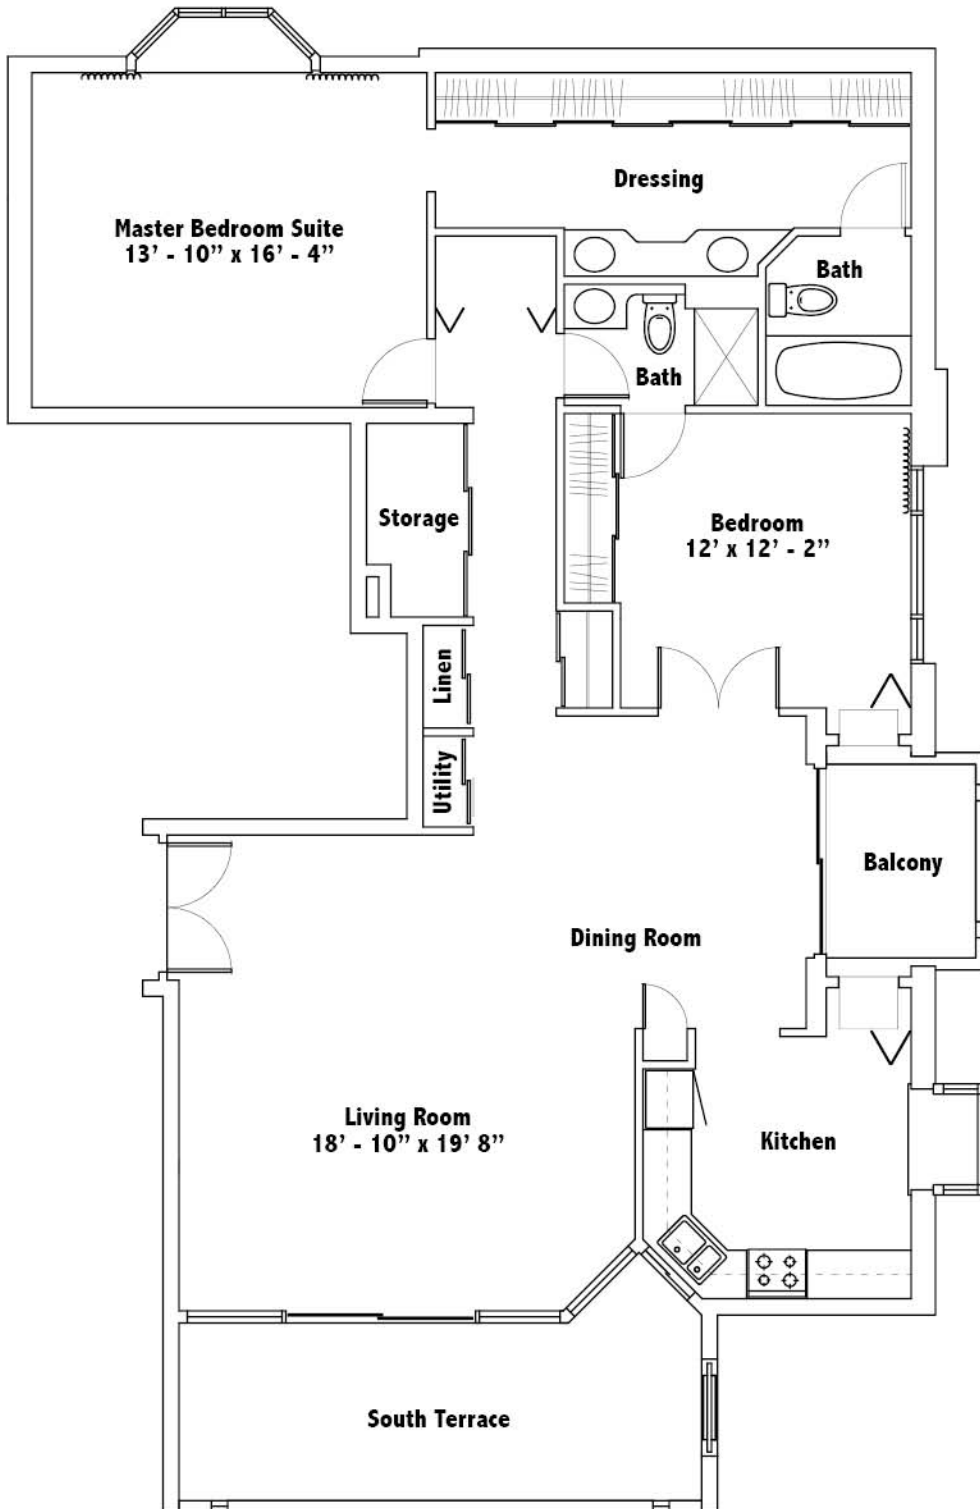 Dressing
Master Bedroom Suite
13’ - 10” x 16’ - 4”
Bath
Bath
Storage
Bedroom
12’ x 12’ - 2”
Linen
Utility
Balcony
Dining Room
Living Room
18’ - 10” x 19’ 8”
Kitchen
South Terrace